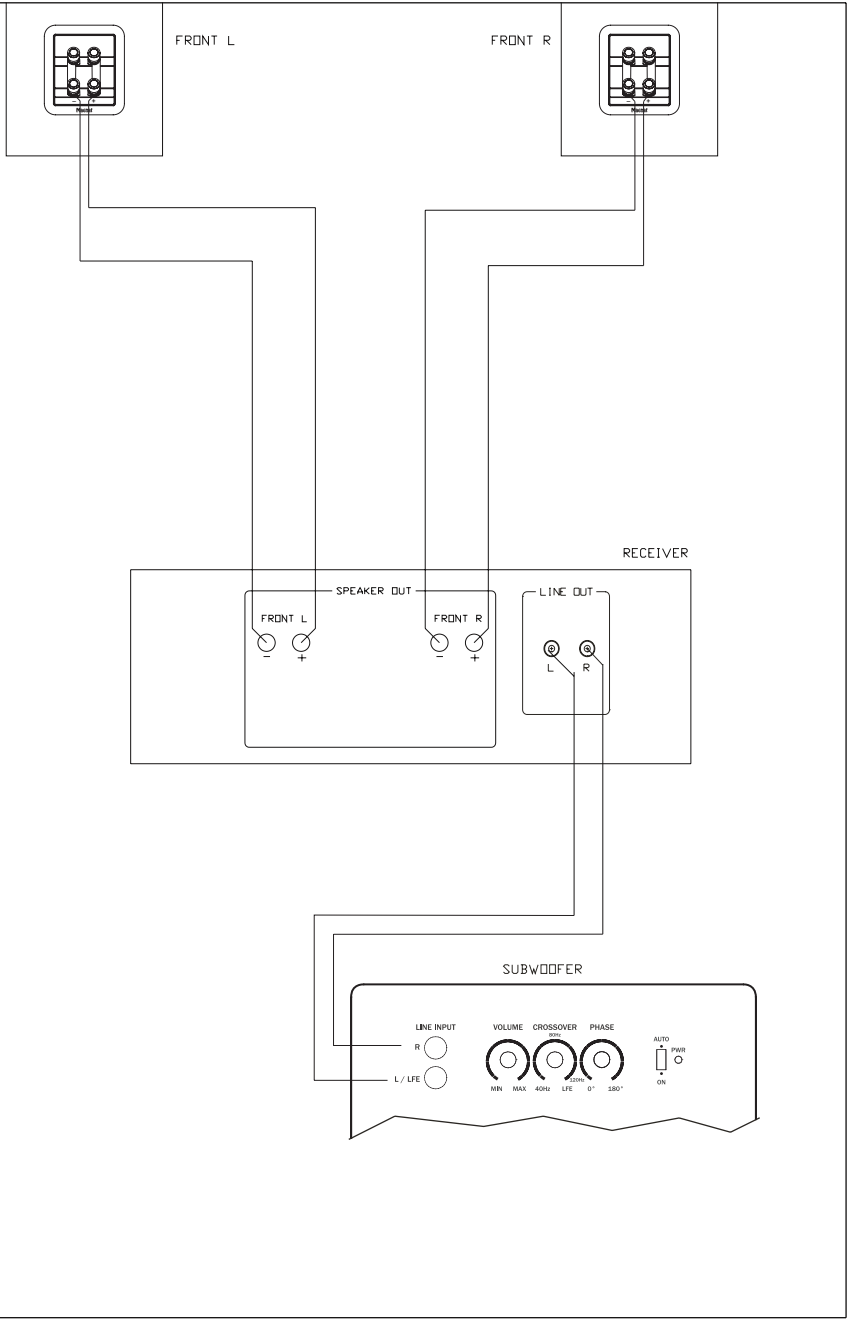 FRONT L
FRONT R
- +
- +
RECEIVER
SPEAKER OUT
LINE OUT
FRONT L
FRONT R
- +
- +
L R
SUBWOOFER
LINE INPUT
VOLUME
CROSSOVER
PHASE
80Hz
AUTO
PWR
R
L / LFE
120Hz
MIN MAX
40Hz LFE
0° 180°
ON